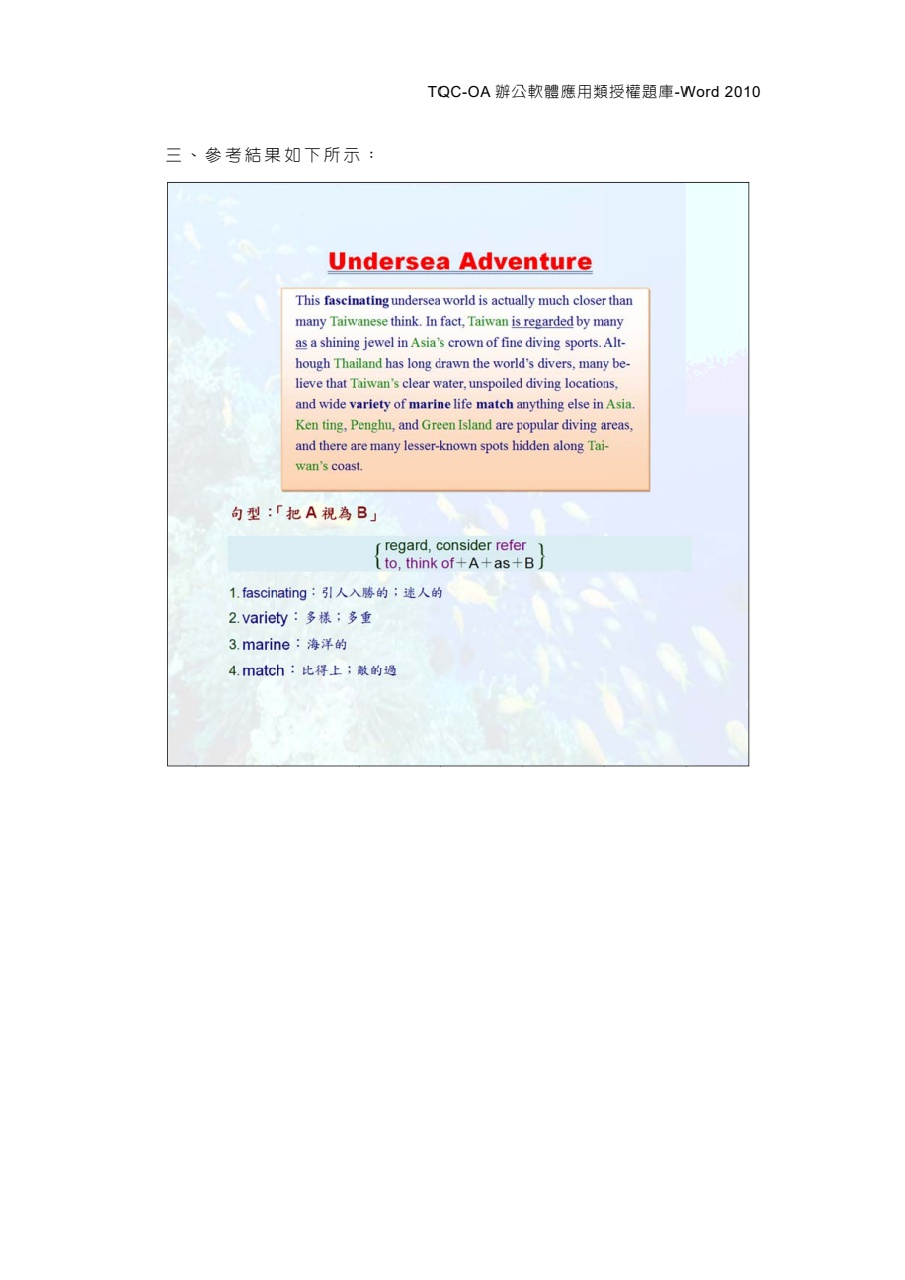 TQC-OA 辦公軟體應用類授權題庫-Word 2010
三、參考結果如下所示：
Undersea Adventure
This fascinating undersea world is actually much closer than
many Taiwanese think. In fact, Taiwan is regarded by many
as a shining jewel in Asia’s crown of fine diving sports. Alt-
hough Thailand has long drawn the world’s divers, many be-
lieve that Taiwan’s clear water, unspoiled diving locations,
and wide variety of marine life match anything else in Asia.
Ken ting, Penghu, and Green Island are popular diving areas,
and there are many lesser-known spots hidden along Tai-
wan’s coast.
句型：「把 A 視為 B」
{ regard, consider refer
to, think of＋A＋as＋B }
1. fascinating：引人入勝的；迷人的
2. variety：多樣；多重
3. marine：海洋的
4. match：比得上；敵的過